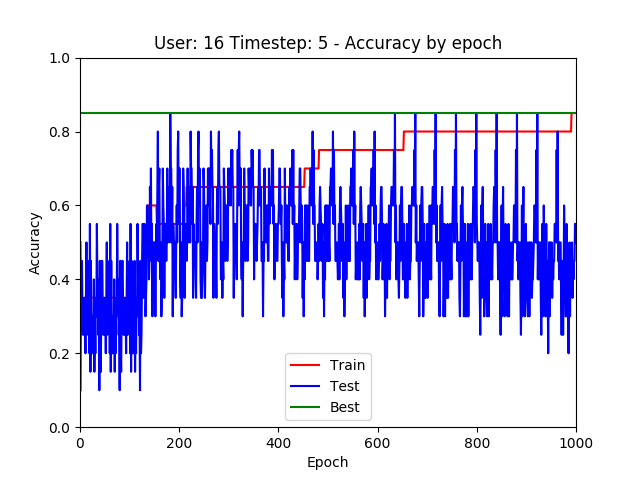 User: 16 Timestep: 5 - Accuracy by epoch
1.0
0.8
0.6
0.4
0.2
0.0
Accuracy
Train
Test
Best
0 200 400 600 800 1000
Epoch